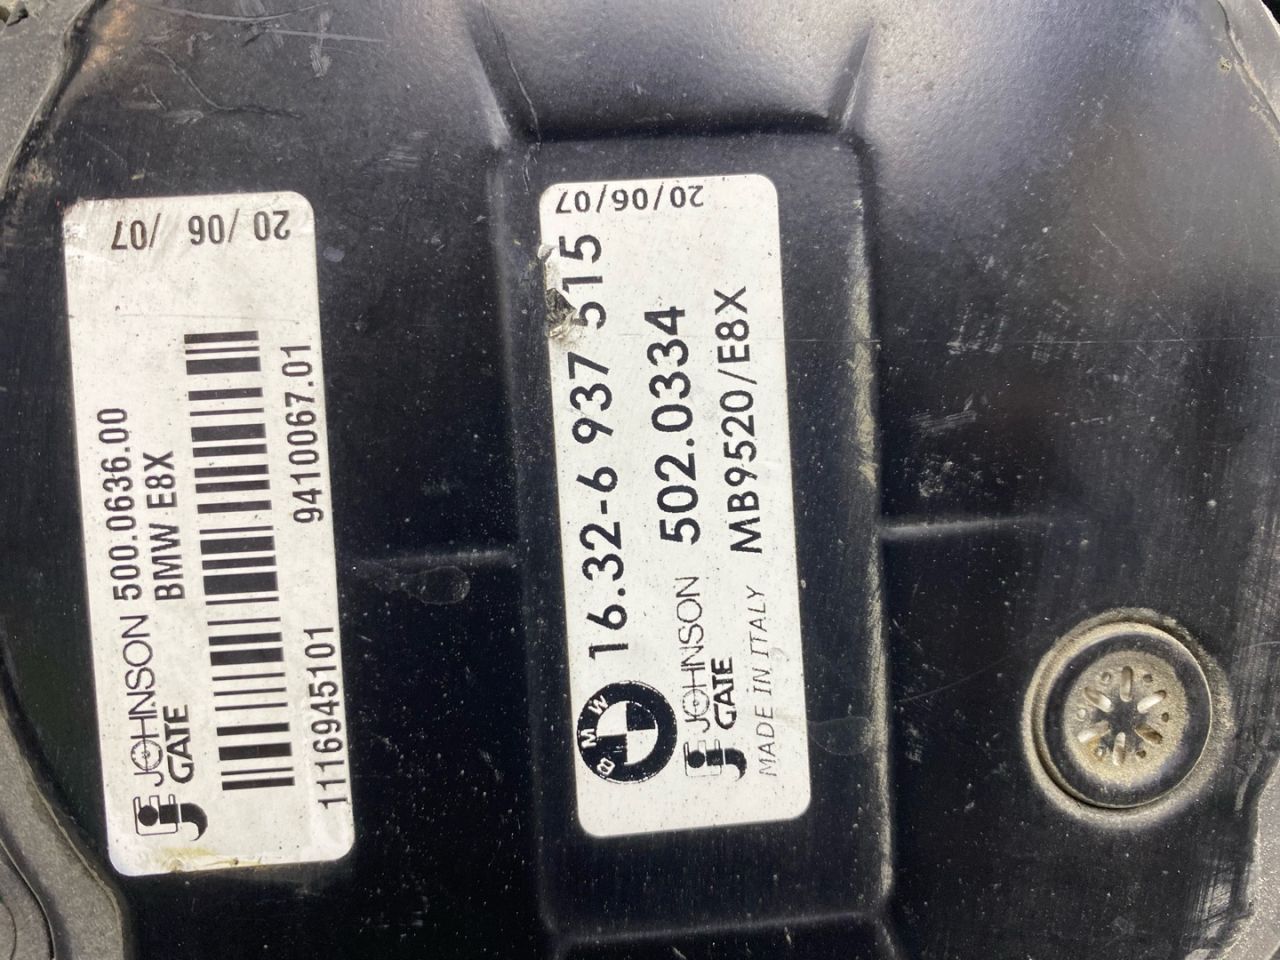 JOHNSON 500.0636.00
GATE BMW E8X
1116945101 9410067.01
20/06/07
BMW
16.32-6 937 515
JOHNSON 502.0334
GATE
MADE IN ITALY MB9520/E8X
20/06/07